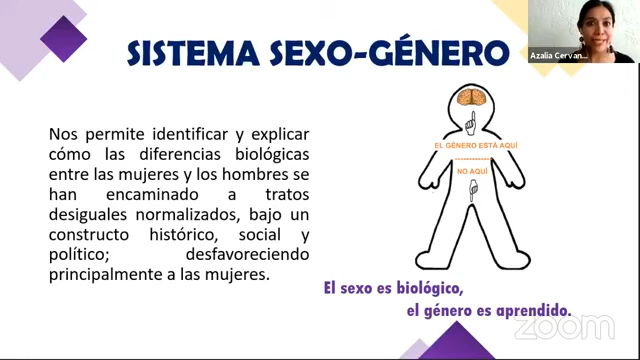 SISTEMA SEXO-GÉNERO
Azalia Cervan...
Nos permite identificar y explicar
cómo las diferencias biológicas
entre las mujeres y los hombres se
han encaminado a tratos
desiguales normalizados, bajo un
constructo histórico, social y
político; desfavoreciendo
principalmente a las mujeres.
EL GÉNERO ESTÁ AQUÍ
NO AQUÍ
El sexo es biológico,
el género es aprendido.
zoom